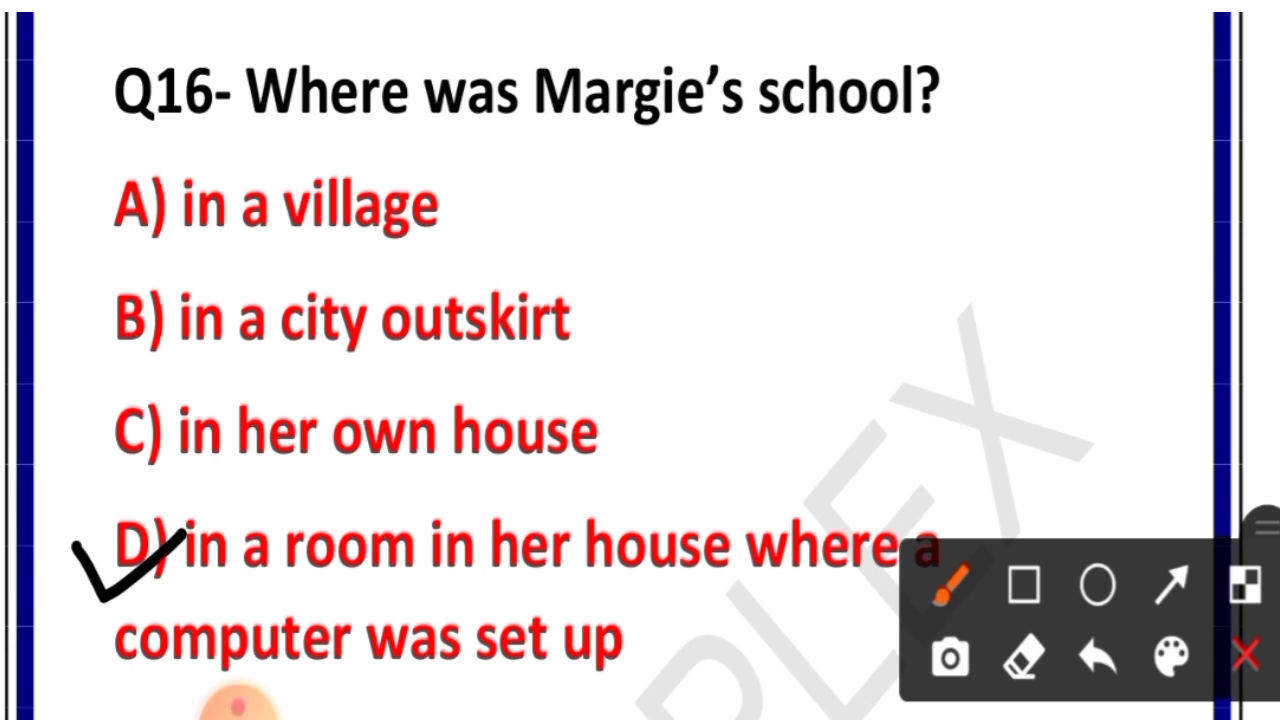 Q16- Where was Margie’s school?
A) in a village
B) in a city outskirt
C) in her own house
D) in a room in her house where a
computer was set up
PLEX